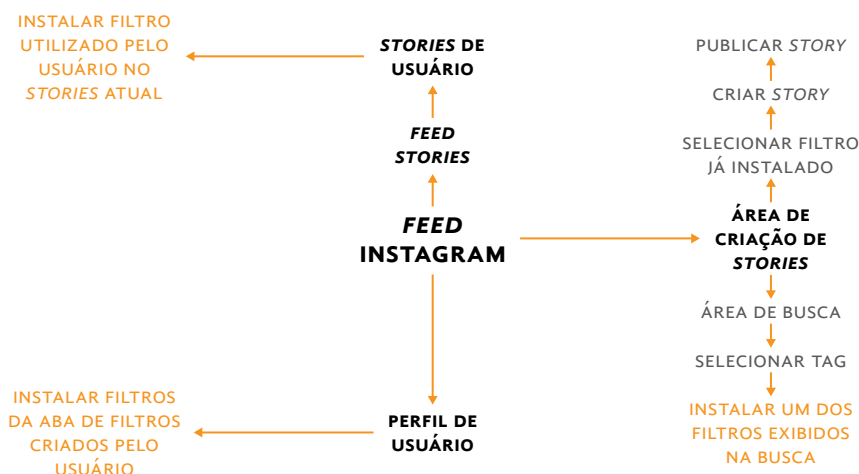 INSTALAR FILTRO
UTILIZADO PELO
USUÁRIO NO
STORIES ATUAL
STORIES DE
USUÁRIO
FEED
STORIES
FEED
INSTAGRAM
PUBLICAR STORY
CRIAR STORY
SELECIONAR FILTRO
JÁ INSTALADO
ÁREA DE
CRIAÇÃO DE
STORIES
ÁREA DE BUSCA
SELECIONAR TAG
INSTALAR UM DOS
FILTROS EXIBIDOS
NA BUSCA
INSTALAR FILTROS
DA ABA DE FILTROS
CRIADOS PELO
USUÁRIO
PERFIL DE
USUÁRIO